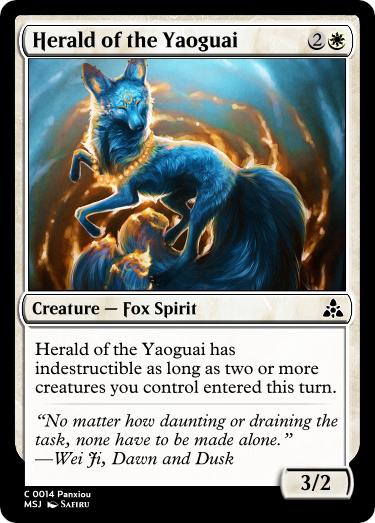 Herald of the Yaoguai 2
Creature — Fox Spirit
Herald of the Yaoguai has
indestructible as long as two or more
creatures you control entered this turn.
“No matter how daunting or draining the
task, none have to be made alone.”
—Wei Ji, Dawn and Dusk
3/2
C 0014 Panxiou
MSJ Safiru